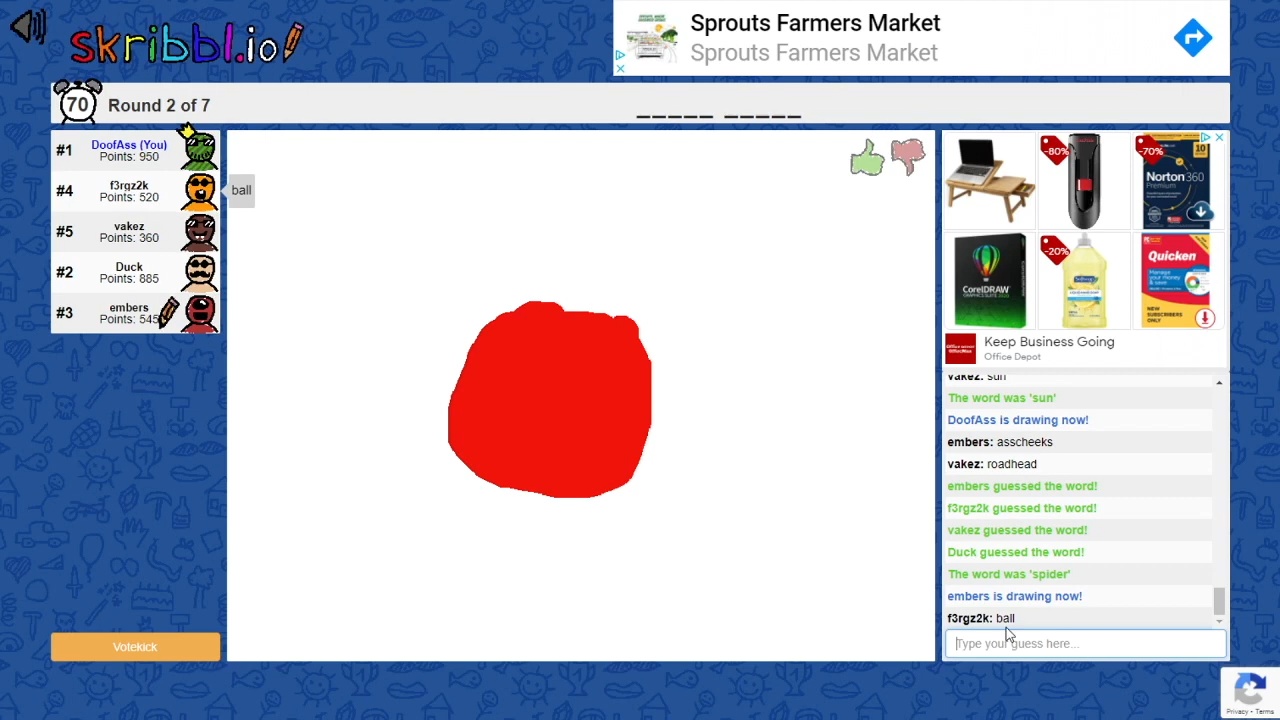 skribbl.io
Sprouts Farmers Market
Sprouts Farmers Market
70
Round 2 of 7
_____ _____
#1
DoofAss (You)
Points: 950
#4
f3rgz2k
Points: 520
ball
#5
vakez
Points: 360
#2
Duck
Points: 885
#3
embers
Points: 545
Votekick
-80%
-70%
Norton 360
Premium
CorelDRAW
-20%
Quicken
Keep Business Going
Office Depot
vakez: sun
The word was 'sun'
DoofAss is drawing now!
embers: asscheeks
vakez: roadhead
embers guessed the word!
f3rgz2k guessed the word!
vakez guessed the word!
Duck guessed the word!
The word was 'spider'
embers is drawing now!
f3rgz2k: ball
Type your guess here...
Privacy • Terms